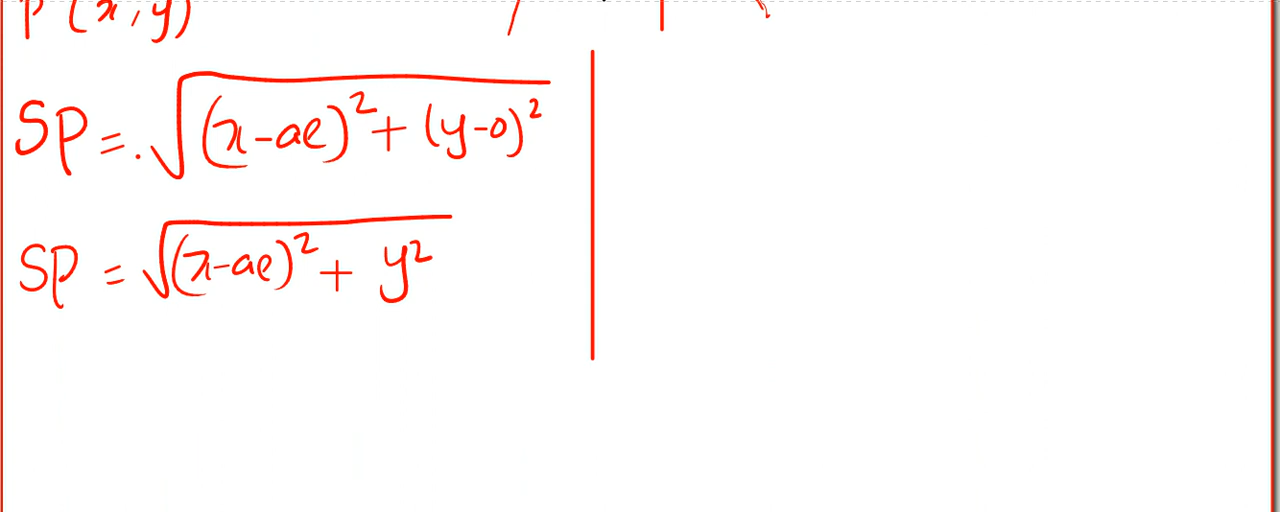 P(x,y)
SP = √((x-ae)² + (y-0)²)
SP = √((x-ae)² + y²)